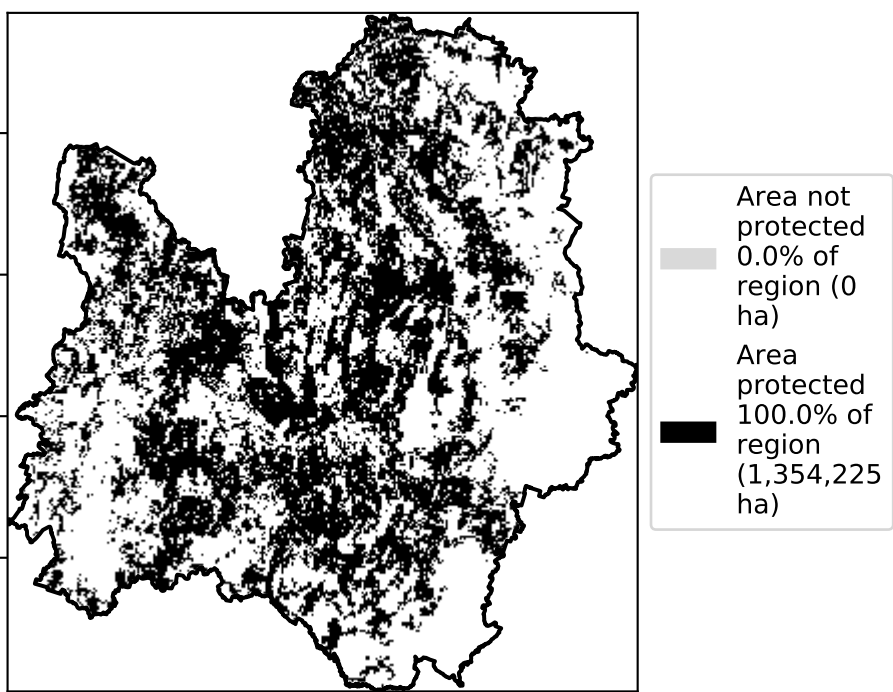 Area not
protected
0.0% of
region (0
ha)
Area
protected
100.0% of
region
(1,354,225
ha)